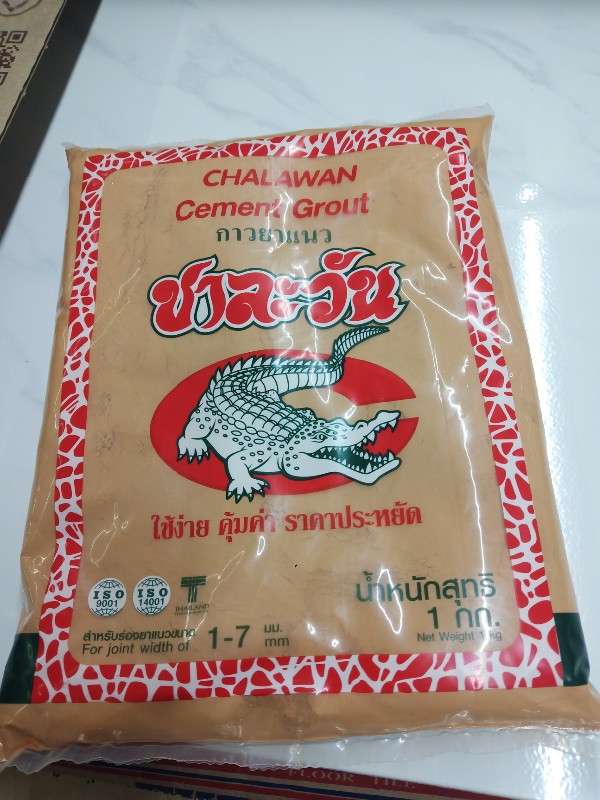 CHALAWAN
Cement Grout
กาวยาแนว
ชาละวัน
ใช้ง่าย คุ้มค่า ราคาประหยัด
ISO
9001
ISO
14001
THAILAND
น้ำหนักสุทธิ
1 กก.
Net Weight 1 kg
สำหรับร่องยาแนวขนาด
For joint width of
1-7 มม.
mm
FLOOR TILE